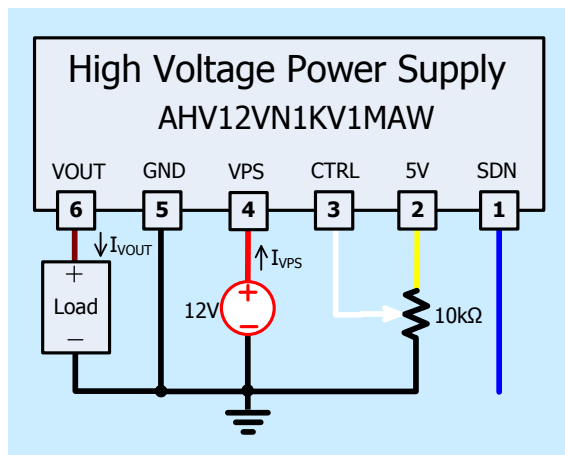 High Voltage Power Supply
AHV12VN1KV1MAW
VOUT GND VPS CTRL 5V SDN
6 5 4 3 2 1
↓IVOUT ↑IVPS
+ +
Load 12V 10kΩ
− −